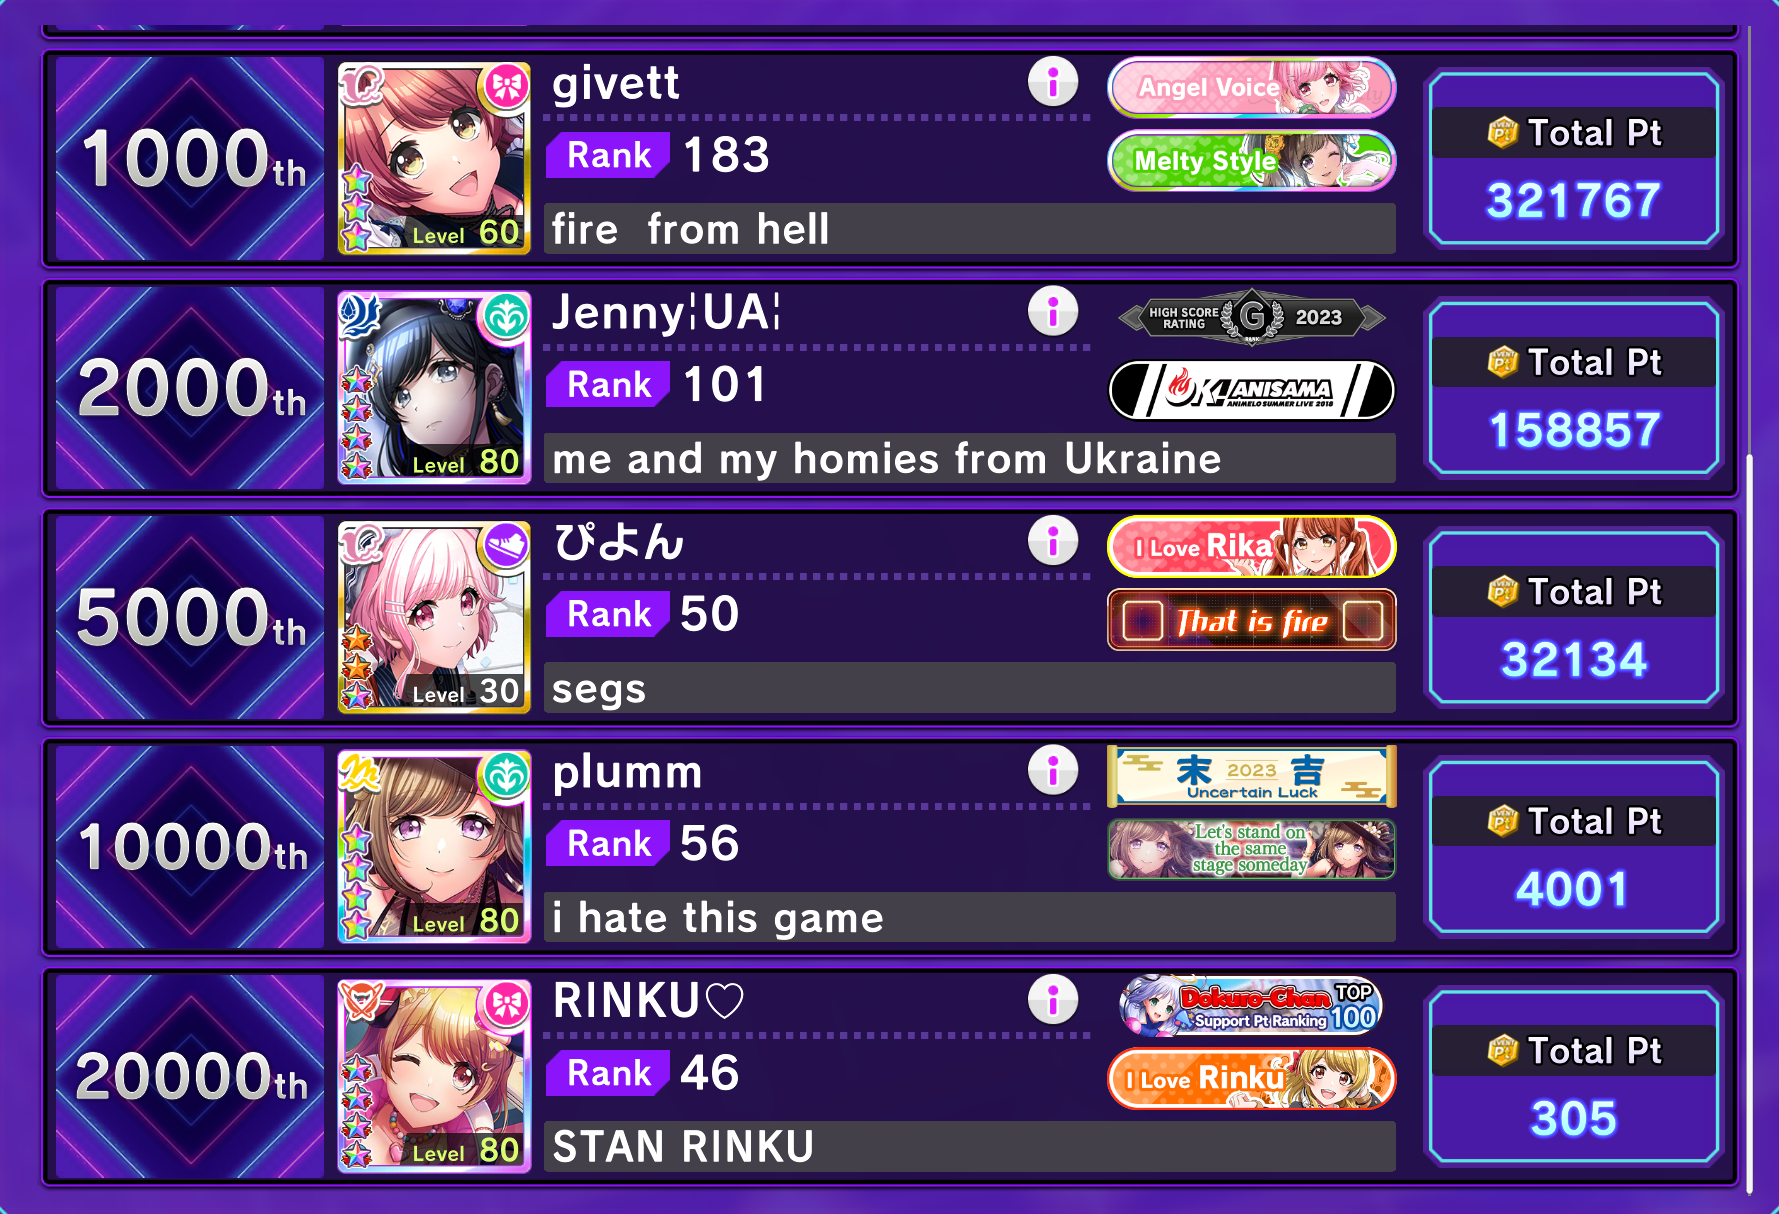 1000th
givett
Rank 183
fire  from hell
Angel Voice
Melty Style
Total Pt
321767
Level 60
2000th
Jenny¦UA¦
Rank 101
me and my homies from Ukraine
HIGH SCORE RATING G RANK 2023
OK! ANISAMA
ANIMELO SUMMER LIVE 2018
Total Pt
158857
Level 80
5000th
ぴよん
Rank 50
segs
I Love Rika
That is fire
Total Pt
32134
Level 30
10000th
plumm
Rank 56
i hate this game
末 2023 吉
Uncertain Luck
Let's stand on
the same
stage someday
Total Pt
4001
Level 80
20000th
RINKU♡
Rank 46
STAN RINKU
Dokuro-Chan TOP
Support Pt Ranking 100
I Love Rinku
Total Pt
305
Level 80